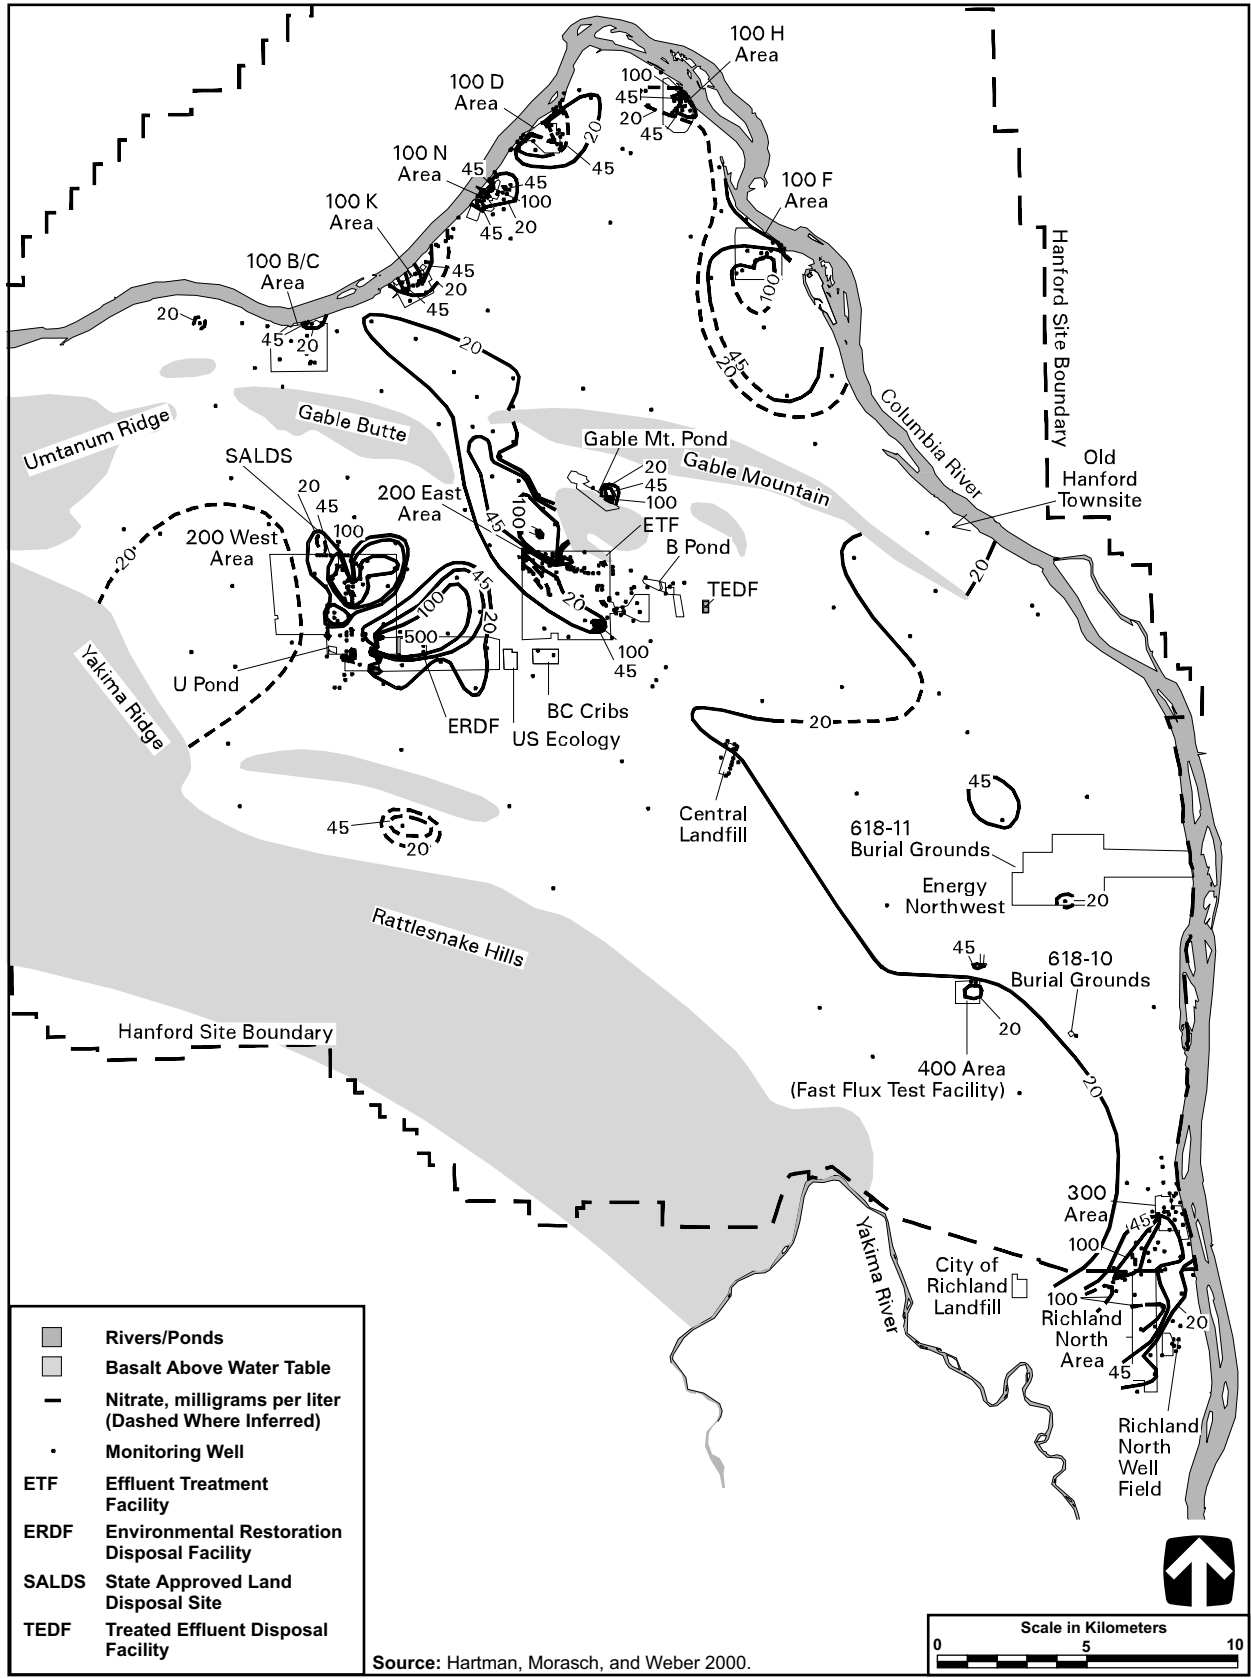 100 H
Area
100 D
Area
100
45
20
45
20
45
100 N
Area
45
45
100
20
45
100 F
Area
100 K
Area
45
20
45
100
100 B/C
Area
20
45
20
20
45
20
Hanford Site Boundary
Columbia River
Umtanum Ridge
Gable Butte
Gable Mt. Pond
Gable Mountain
Old
Hanford
Townsite
SALDS
20
45
100
20
45
100
200 East
Area
45
100
ETF
B Pond
200 West
Area
20
20
TEDF
45
100
20
500
20
100
45
U Pond
Yakima Ridge
ERDF
US Ecology
BC Cribs
20
45
20
Central
Landfill
45
618-11
Burial Grounds
Energy
Northwest
20
Rattlesnake Hills
45
618-10
Burial Grounds
20
Hanford Site Boundary
400 Area
(Fast Flux Test Facility)
20
300
Area
45
100
Yakima River
City of
Richland
Landfill
100
Richland
North
Area
20
45
Richland
North
Well
Field
Rivers/Ponds
Basalt Above Water Table
Nitrate, milligrams per liter
(Dashed Where Inferred)
Monitoring Well
ETF Effluent Treatment
Facility
ERDF Environmental Restoration
Disposal Facility
SALDS State Approved Land
Disposal Site
TEDF Treated Effluent Disposal
Facility
Source: Hartman, Morasch, and Weber 2000.
Scale in Kilometers
0 5 10